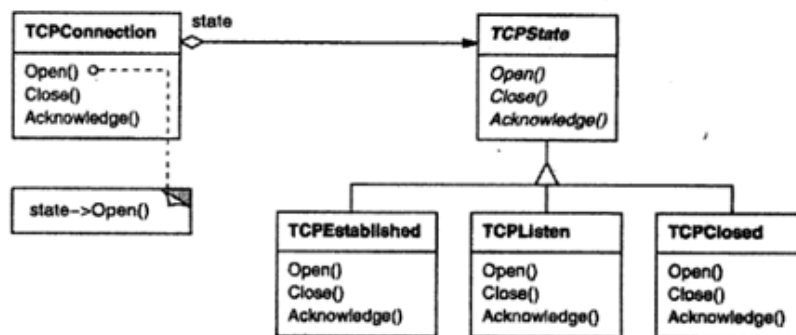 state
TCPConnection
Open()
Close()
Acknowledge()
state->Open()
TCPState
Open()
Close()
Acknowledge()
TCPEstablished
Open()
Close()
Acknowledge()
TCPListen
Open()
Close()
Acknowledge()
TCPClosed
Open()
Close()
Acknowledge()